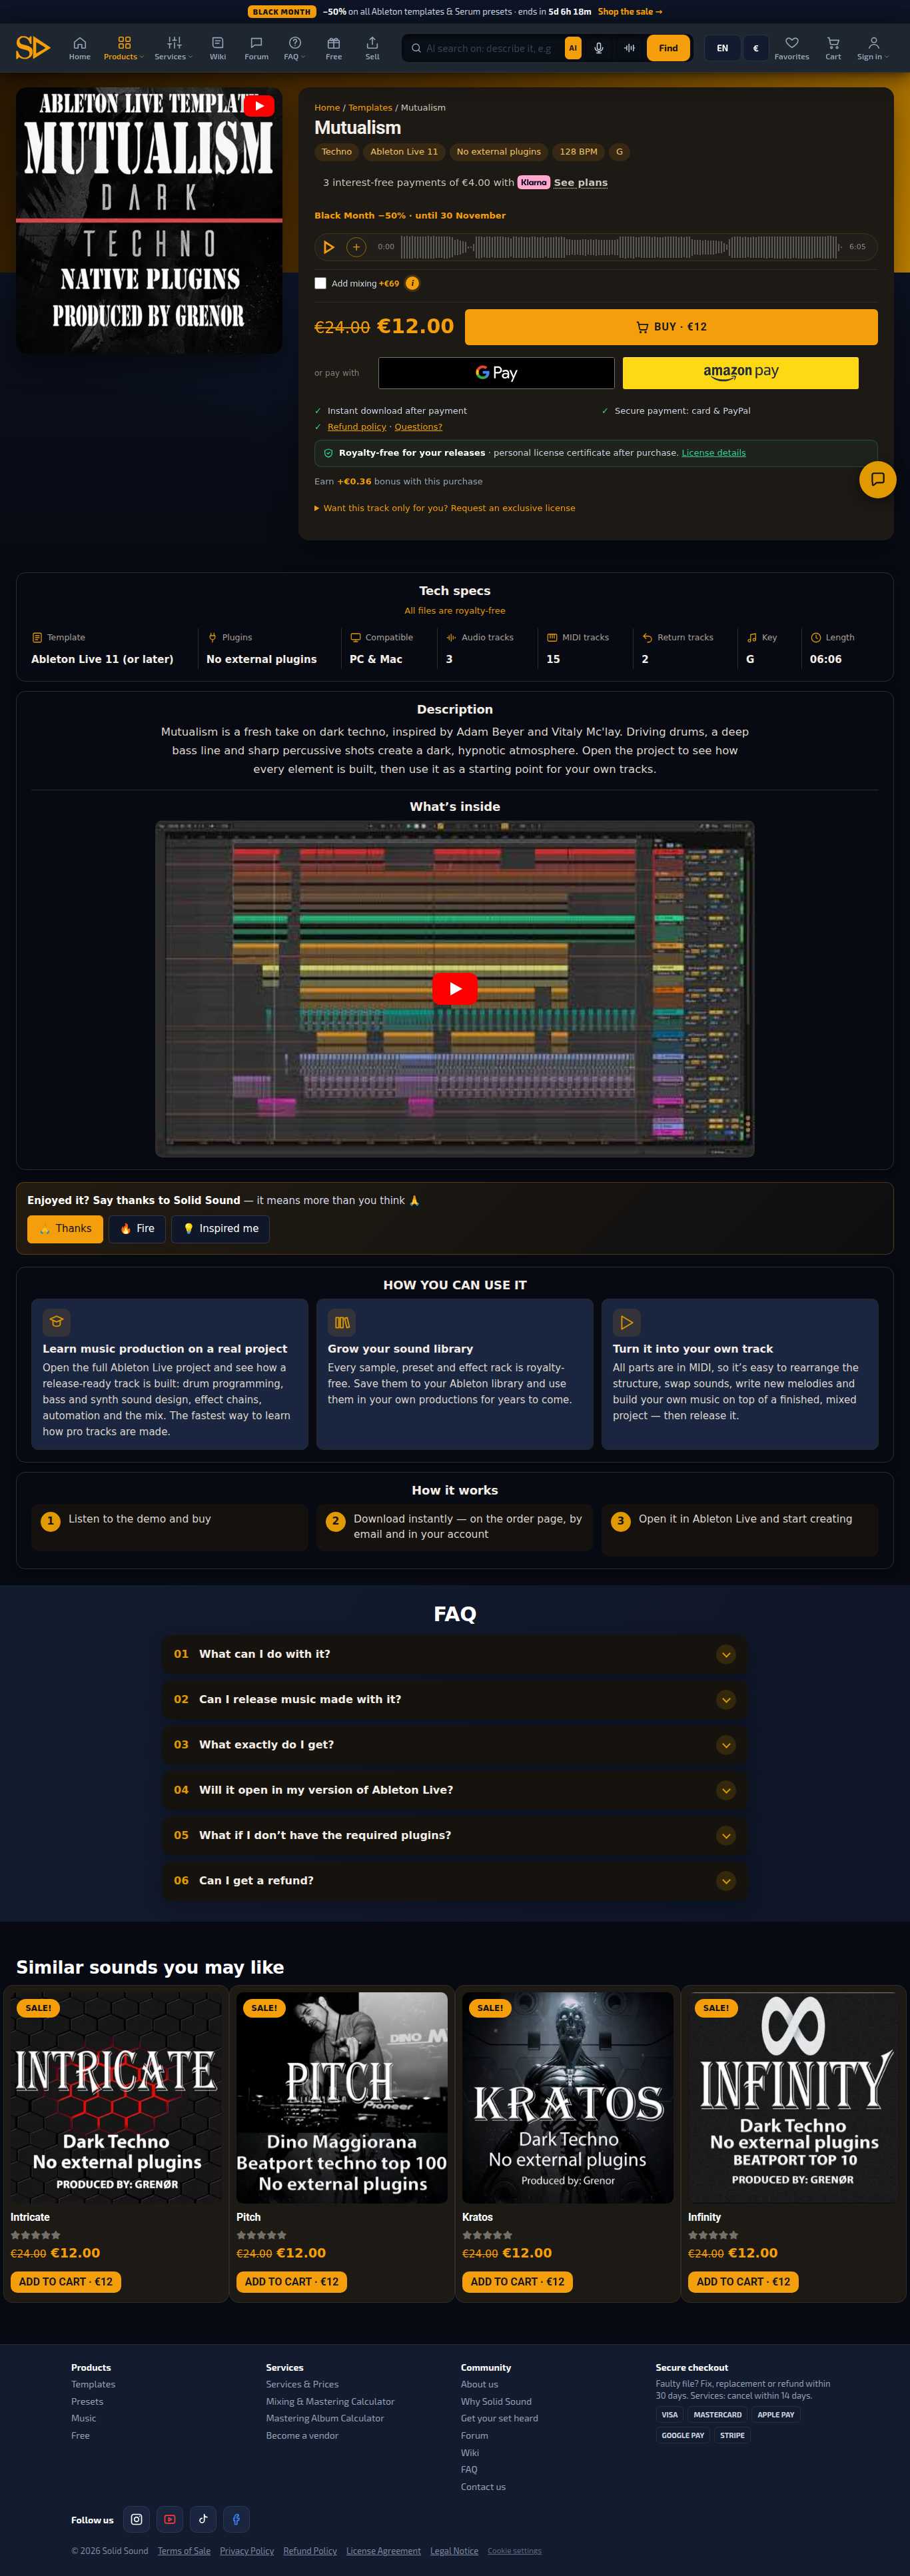 BLACK MONTH −50% on all Ableton templates & Serum presets · ends in 5d 6h 18m Shop the sale →
Home Products Services Wiki Forum FAQ Free Sell
AI search on: describe it, e.g AI Find EN € Favorites Cart Sign in
ABLETON LIVE TEMPLATE
MUTUALISM
DARK
TECHNO
NATIVE PLUGINS
PRODUCED BY GRENOR
Home / Templates / Mutualism
Mutualism
Techno Ableton Live 11 No external plugins 128 BPM G
3 interest-free payments of €4.00 with Klarna See plans
Black Month −50% · until 30 November
0:00 6:05
Add mixing +€69 i
€24.00 €12.00 BUY · €12
or pay with G Pay amazon pay
✓ Instant download after payment ✓ Secure payment: card & PayPal
✓ Refund policy · Questions?
Royalty-free for your releases · personal license certificate after purchase. License details
Earn +€0.36 bonus with this purchase
Want this track only for you? Request an exclusive license
Tech specs
All files are royalty-free
Template Plugins Compatible Audio tracks MIDI tracks Return tracks Key Length
Ableton Live 11 (or later) No external plugins PC & Mac 3 15 2 G 06:06
Description
Mutualism is a fresh take on dark techno, inspired by Adam Beyer and Vitaly Mc'lay. Driving drums, a deep
bass line and sharp percussive shots create a dark, hypnotic atmosphere. Open the project to see how
every element is built, then use it as a starting point for your own tracks.
What’s inside
Enjoyed it? Say thanks to Solid Sound — it means more than you think 🙏
🙏 Thanks 🔥 Fire 💡 Inspired me
HOW YOU CAN USE IT
Learn music production on a real project
Open the full Ableton Live project and see how a
release-ready track is built: drum programming,
bass and synth sound design, effect chains,
automation and the mix. The fastest way to learn
how pro tracks are made.
Grow your sound library
Every sample, preset and effect rack is royalty-
free. Save them to your Ableton library and use
them in your own productions for years to come.
Turn it into your own track
All parts are in MIDI, so it’s easy to rearrange the
structure, swap sounds, write new melodies and
build your own music on top of a finished, mixed
project — then release it.
How it works
1 Listen to the demo and buy
2 Download instantly — on the order page, by
email and in your account
3 Open it in Ableton Live and start creating
FAQ
01 What can I do with it?
02 Can I release music made with it?
03 What exactly do I get?
04 Will it open in my version of Ableton Live?
05 What if I don’t have the required plugins?
06 Can I get a refund?
Similar sounds you may like
SALE!
INTRICATE
Dark Techno
No external plugins
PRODUCED BY: GRENØR
Intricate
€24.00 €12.00
ADD TO CART · €12
SALE!
DINO M
PITCH
Pioneer
Dino Maggiorana
Beatport techno top 100
No external plugins
Pitch
€24.00 €12.00
ADD TO CART · €12
SALE!
KRATOS
Dark Techno
No external plugins
Produced by: Grenor
Kratos
€24.00 €12.00
ADD TO CART · €12
SALE!
INFINITY
Dark Techno
No external plugins
BEATPORT TOP 10
PRODUCED BY: GRENØR
Infinity
€24.00 €12.00
ADD TO CART · €12
Products
Templates
Presets
Music
Free
Services
Services & Prices
Mixing & Mastering Calculator
Mastering Album Calculator
Become a vendor
Community
About us
Why Solid Sound
Get your set heard
Forum
Wiki
FAQ
Contact us
Secure checkout
Faulty file? Fix, replacement or refund within
30 days. Services: cancel within 14 days.
VISA MASTERCARD APPLE PAY
GOOGLE PAY STRIPE
Follow us
© 2026 Solid Sound Terms of Sale Privacy Policy Refund Policy License Agreement Legal Notice Cookie settings